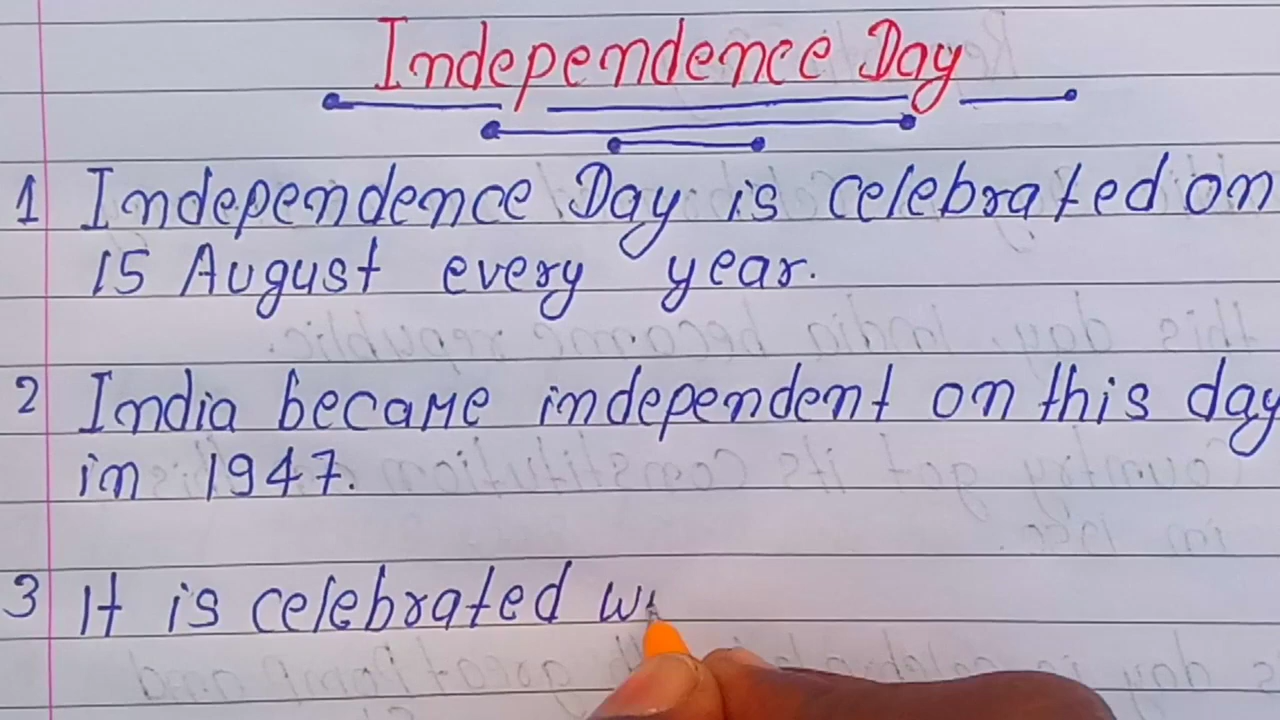 Independence Day
1 Independence Day is celebrated on
15 August every year.
2 India became independent on this day
in 1947.
3 It is celebrated